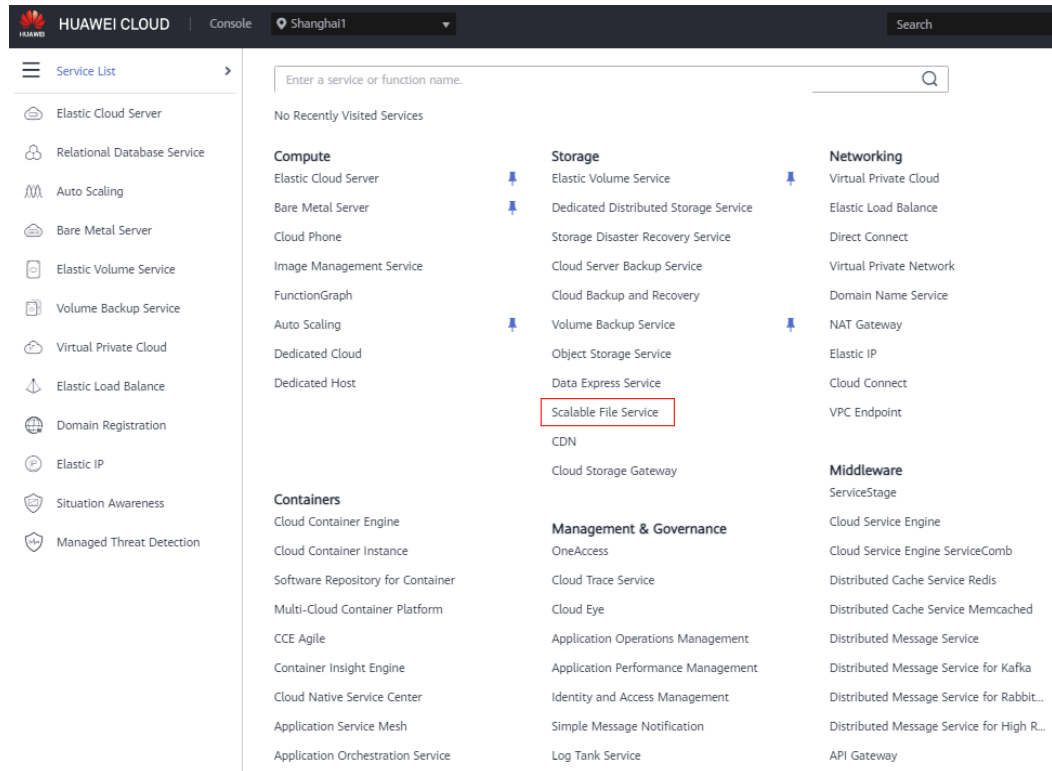 HUAWEI
HUAWEI CLOUD
Console
Shanghai1
Search
Service List
Elastic Cloud Server
Relational Database Service
Auto Scaling
Bare Metal Server
Elastic Volume Service
Volume Backup Service
Virtual Private Cloud
Elastic Load Balance
Domain Registration
Elastic IP
Situation Awareness
Managed Threat Detection
Enter a service or function name.
No Recently Visited Services
Compute
Elastic Cloud Server
Bare Metal Server
Cloud Phone
Image Management Service
FunctionGraph
Auto Scaling
Dedicated Cloud
Dedicated Host
Containers
Cloud Container Engine
Cloud Container Instance
Software Repository for Container
Multi-Cloud Container Platform
CCE Agile
Container Insight Engine
Cloud Native Service Center
Application Service Mesh
Application Orchestration Service
Storage
Elastic Volume Service
Dedicated Distributed Storage Service
Storage Disaster Recovery Service
Cloud Server Backup Service
Cloud Backup and Recovery
Volume Backup Service
Object Storage Service
Data Express Service
Scalable File Service
CDN
Cloud Storage Gateway
Management & Governance
OneAccess
Cloud Trace Service
Cloud Eye
Application Operations Management
Application Performance Management
Identity and Access Management
Simple Message Notification
Log Tank Service
Networking
Virtual Private Cloud
Elastic Load Balance
Direct Connect
Virtual Private Network
Domain Name Service
NAT Gateway
Elastic IP
Cloud Connect
VPC Endpoint
Middleware
ServiceStage
Cloud Service Engine
Cloud Service Engine ServiceComb
Distributed Cache Service Redis
Distributed Cache Service Memcached
Distributed Message Service
Distributed Message Service for Kafka
Distributed Message Service for Rabbit...
Distributed Message Service for High R...
API Gateway